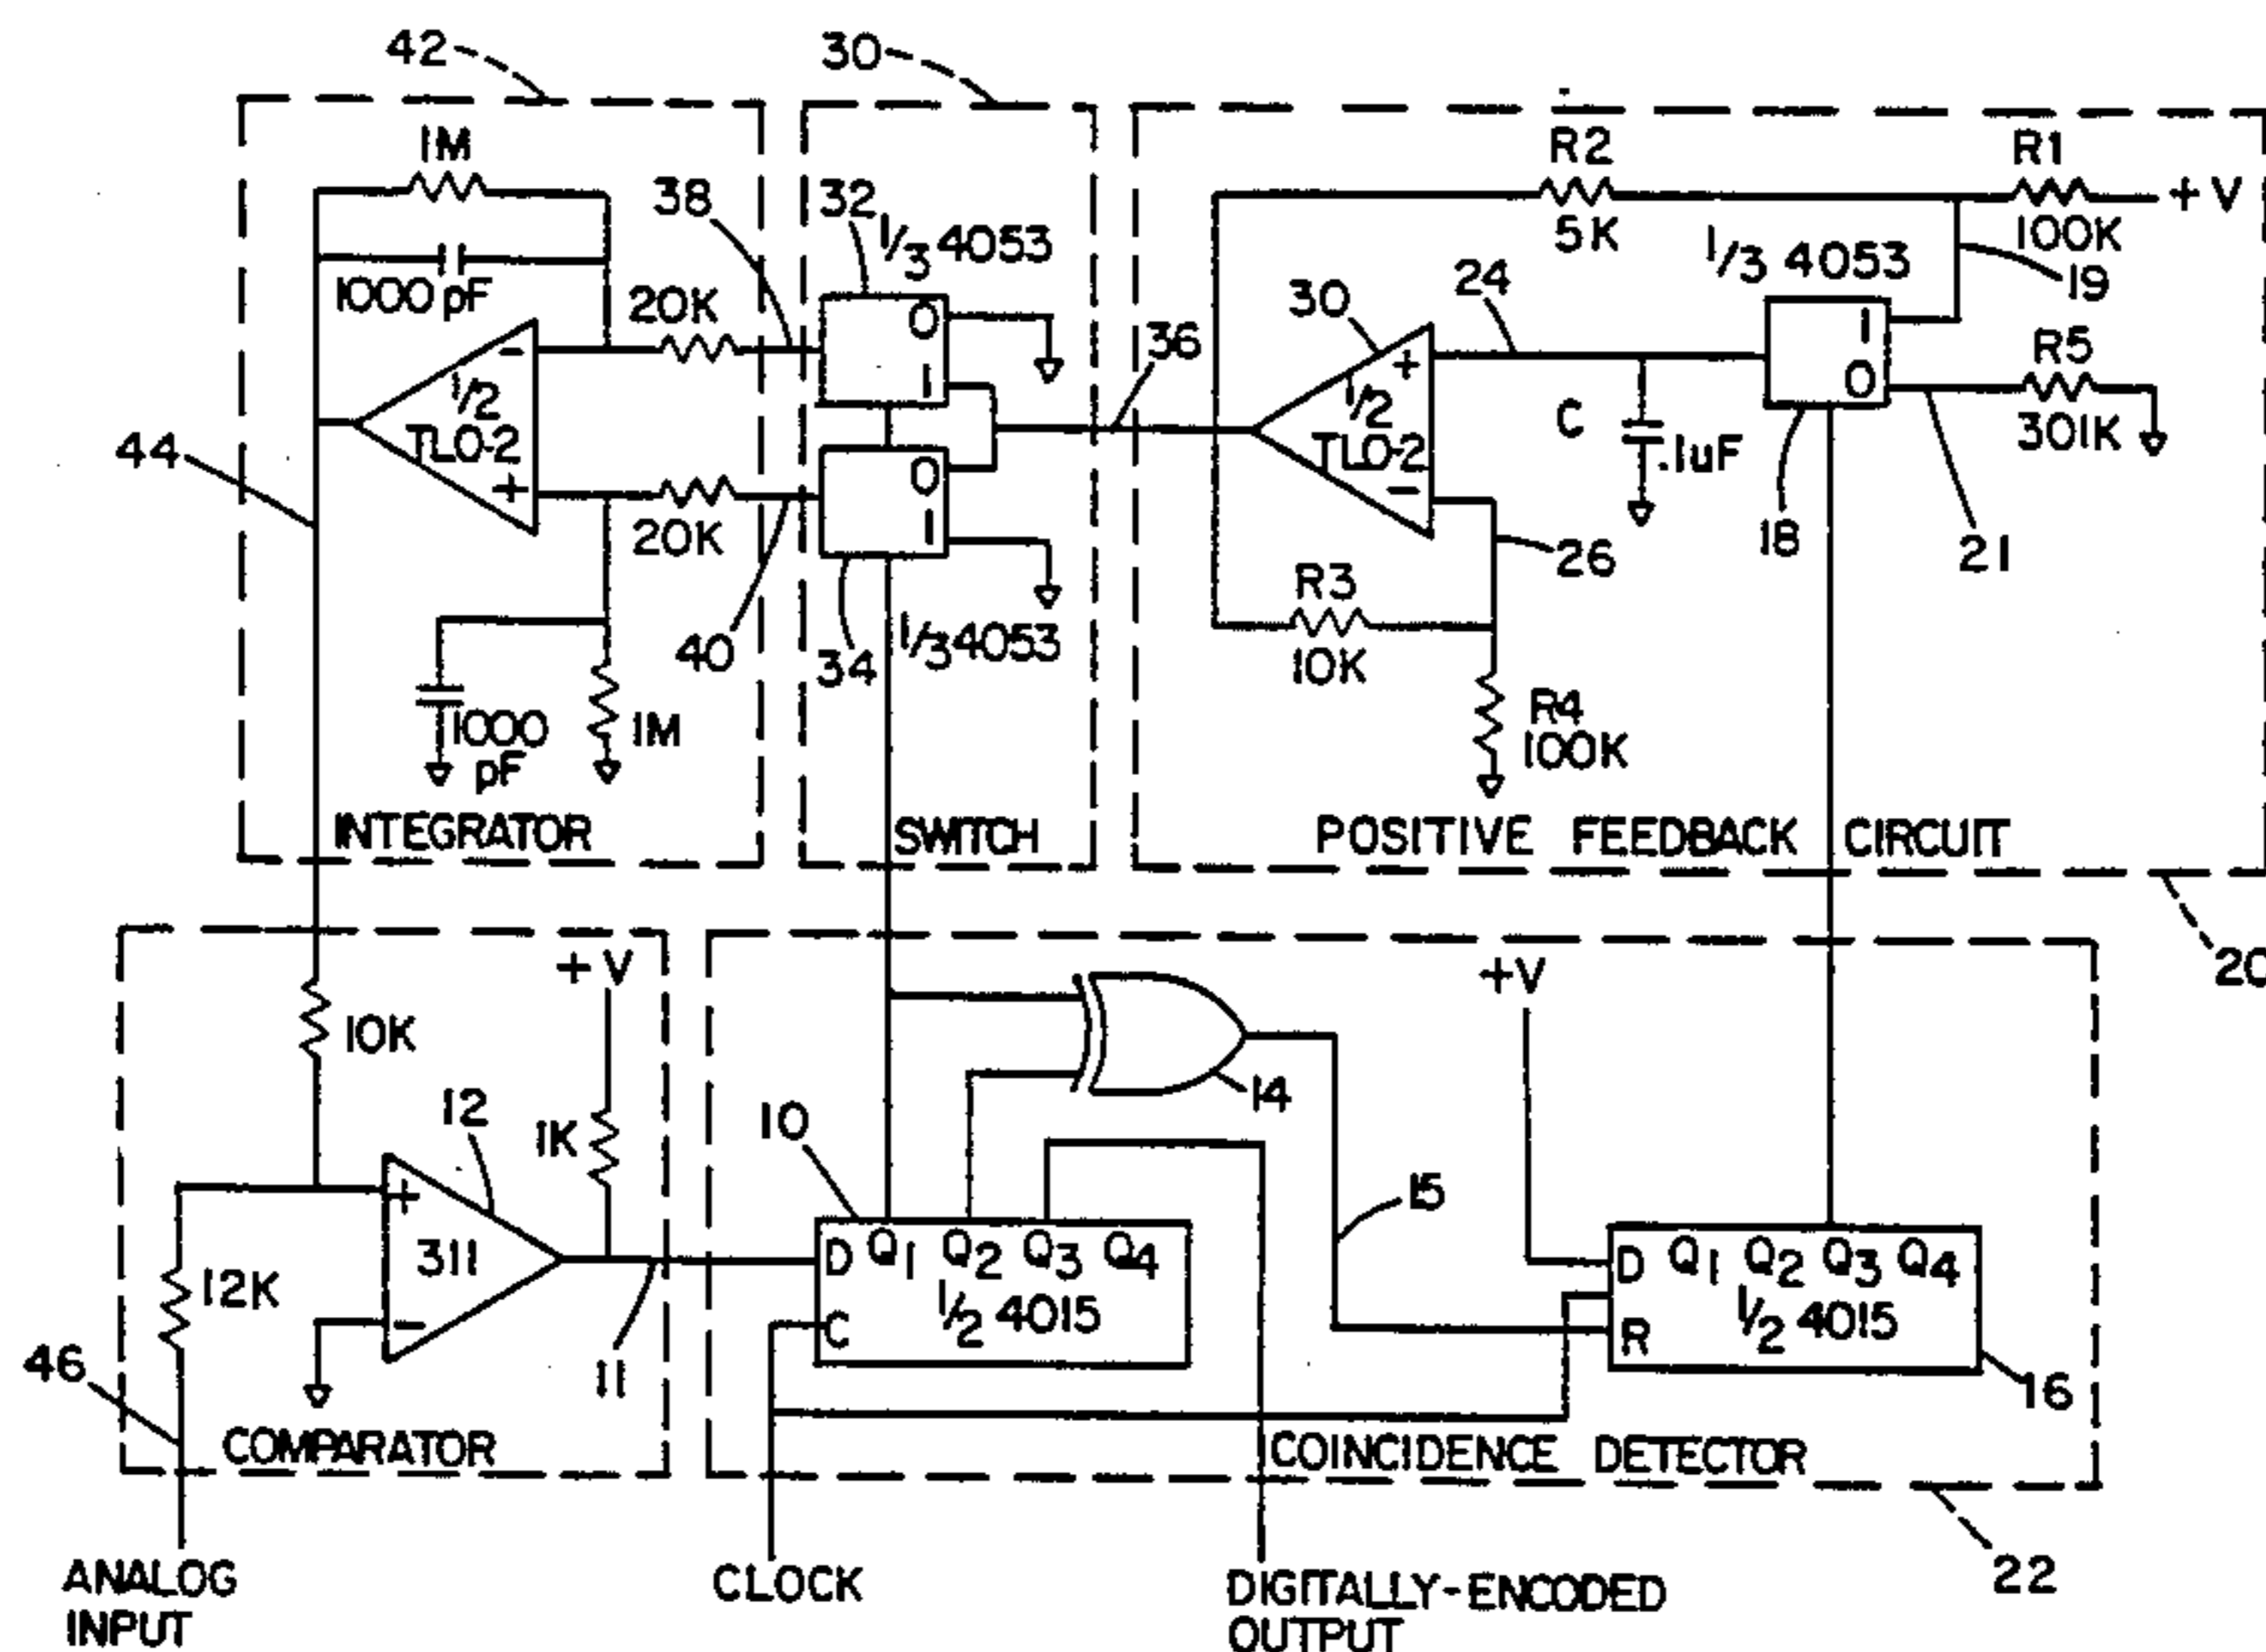 42
30
1M
38
32
1/3 4053
R2
5K
R1
+V
100K
1/3 4053
19
1000 pF
20K
0
1
24
30
1
0
R5
301K
-
1/2
TL0-2
+
36
+
1/2
TL0-2
-
C
.1uF
18
21
44
20K
0
1
26
R3
10K
40
34
1/3 4053
1000
pF
1M
R4
100K
INTEGRATOR
SWITCH
POSITIVE FEEDBACK CIRCUIT
20
+V
+V
10K
12
1K
10
14
15
+
311
-
12K
D Q1 Q2 Q3 Q4
1/2 4015
C
D Q1 Q2 Q3 Q4
1/2 4015
R
46
11
16
COMPARATOR
COINCIDENCE DETECTOR
22
ANALOG
INPUT
CLOCK
DIGITALLY-ENCODED
OUTPUT